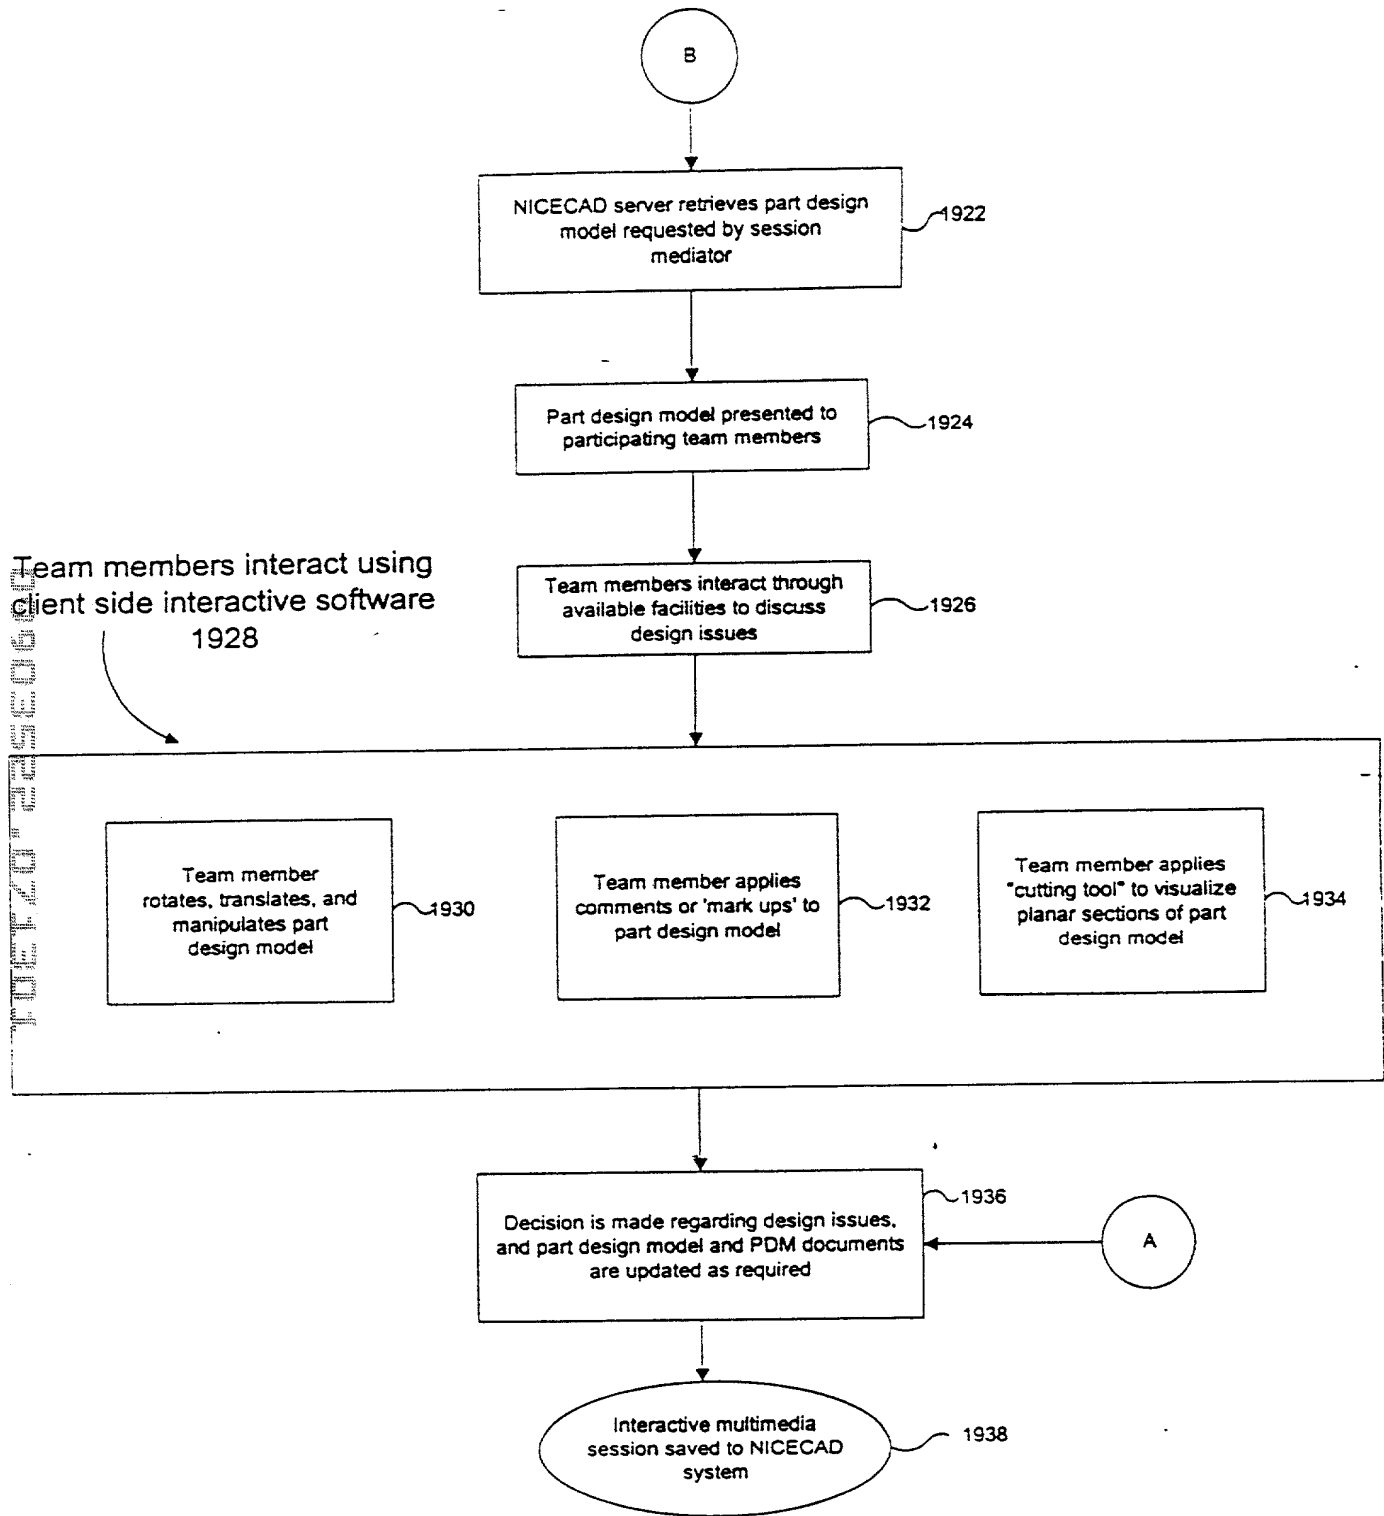 B
NICECAD server retrieves part design
model requested by session
mediator
1922
Part design model presented to
participating team members
1924
Team members interact through
available facilities to discuss
design issues
1926
Team members interact using
client side interactive software
1928
Team member
rotates, translates, and
manipulates part
design model
1930
Team member applies
comments or 'mark ups' to
part design model
1932
Team member applies
"cutting tool" to visualize
planar sections of part
design model
1934
Decision is made regarding design issues,
and part design model and PDM documents
are updated as required
1936
A
Interactive multimedia
session saved to NICECAD
system
1938